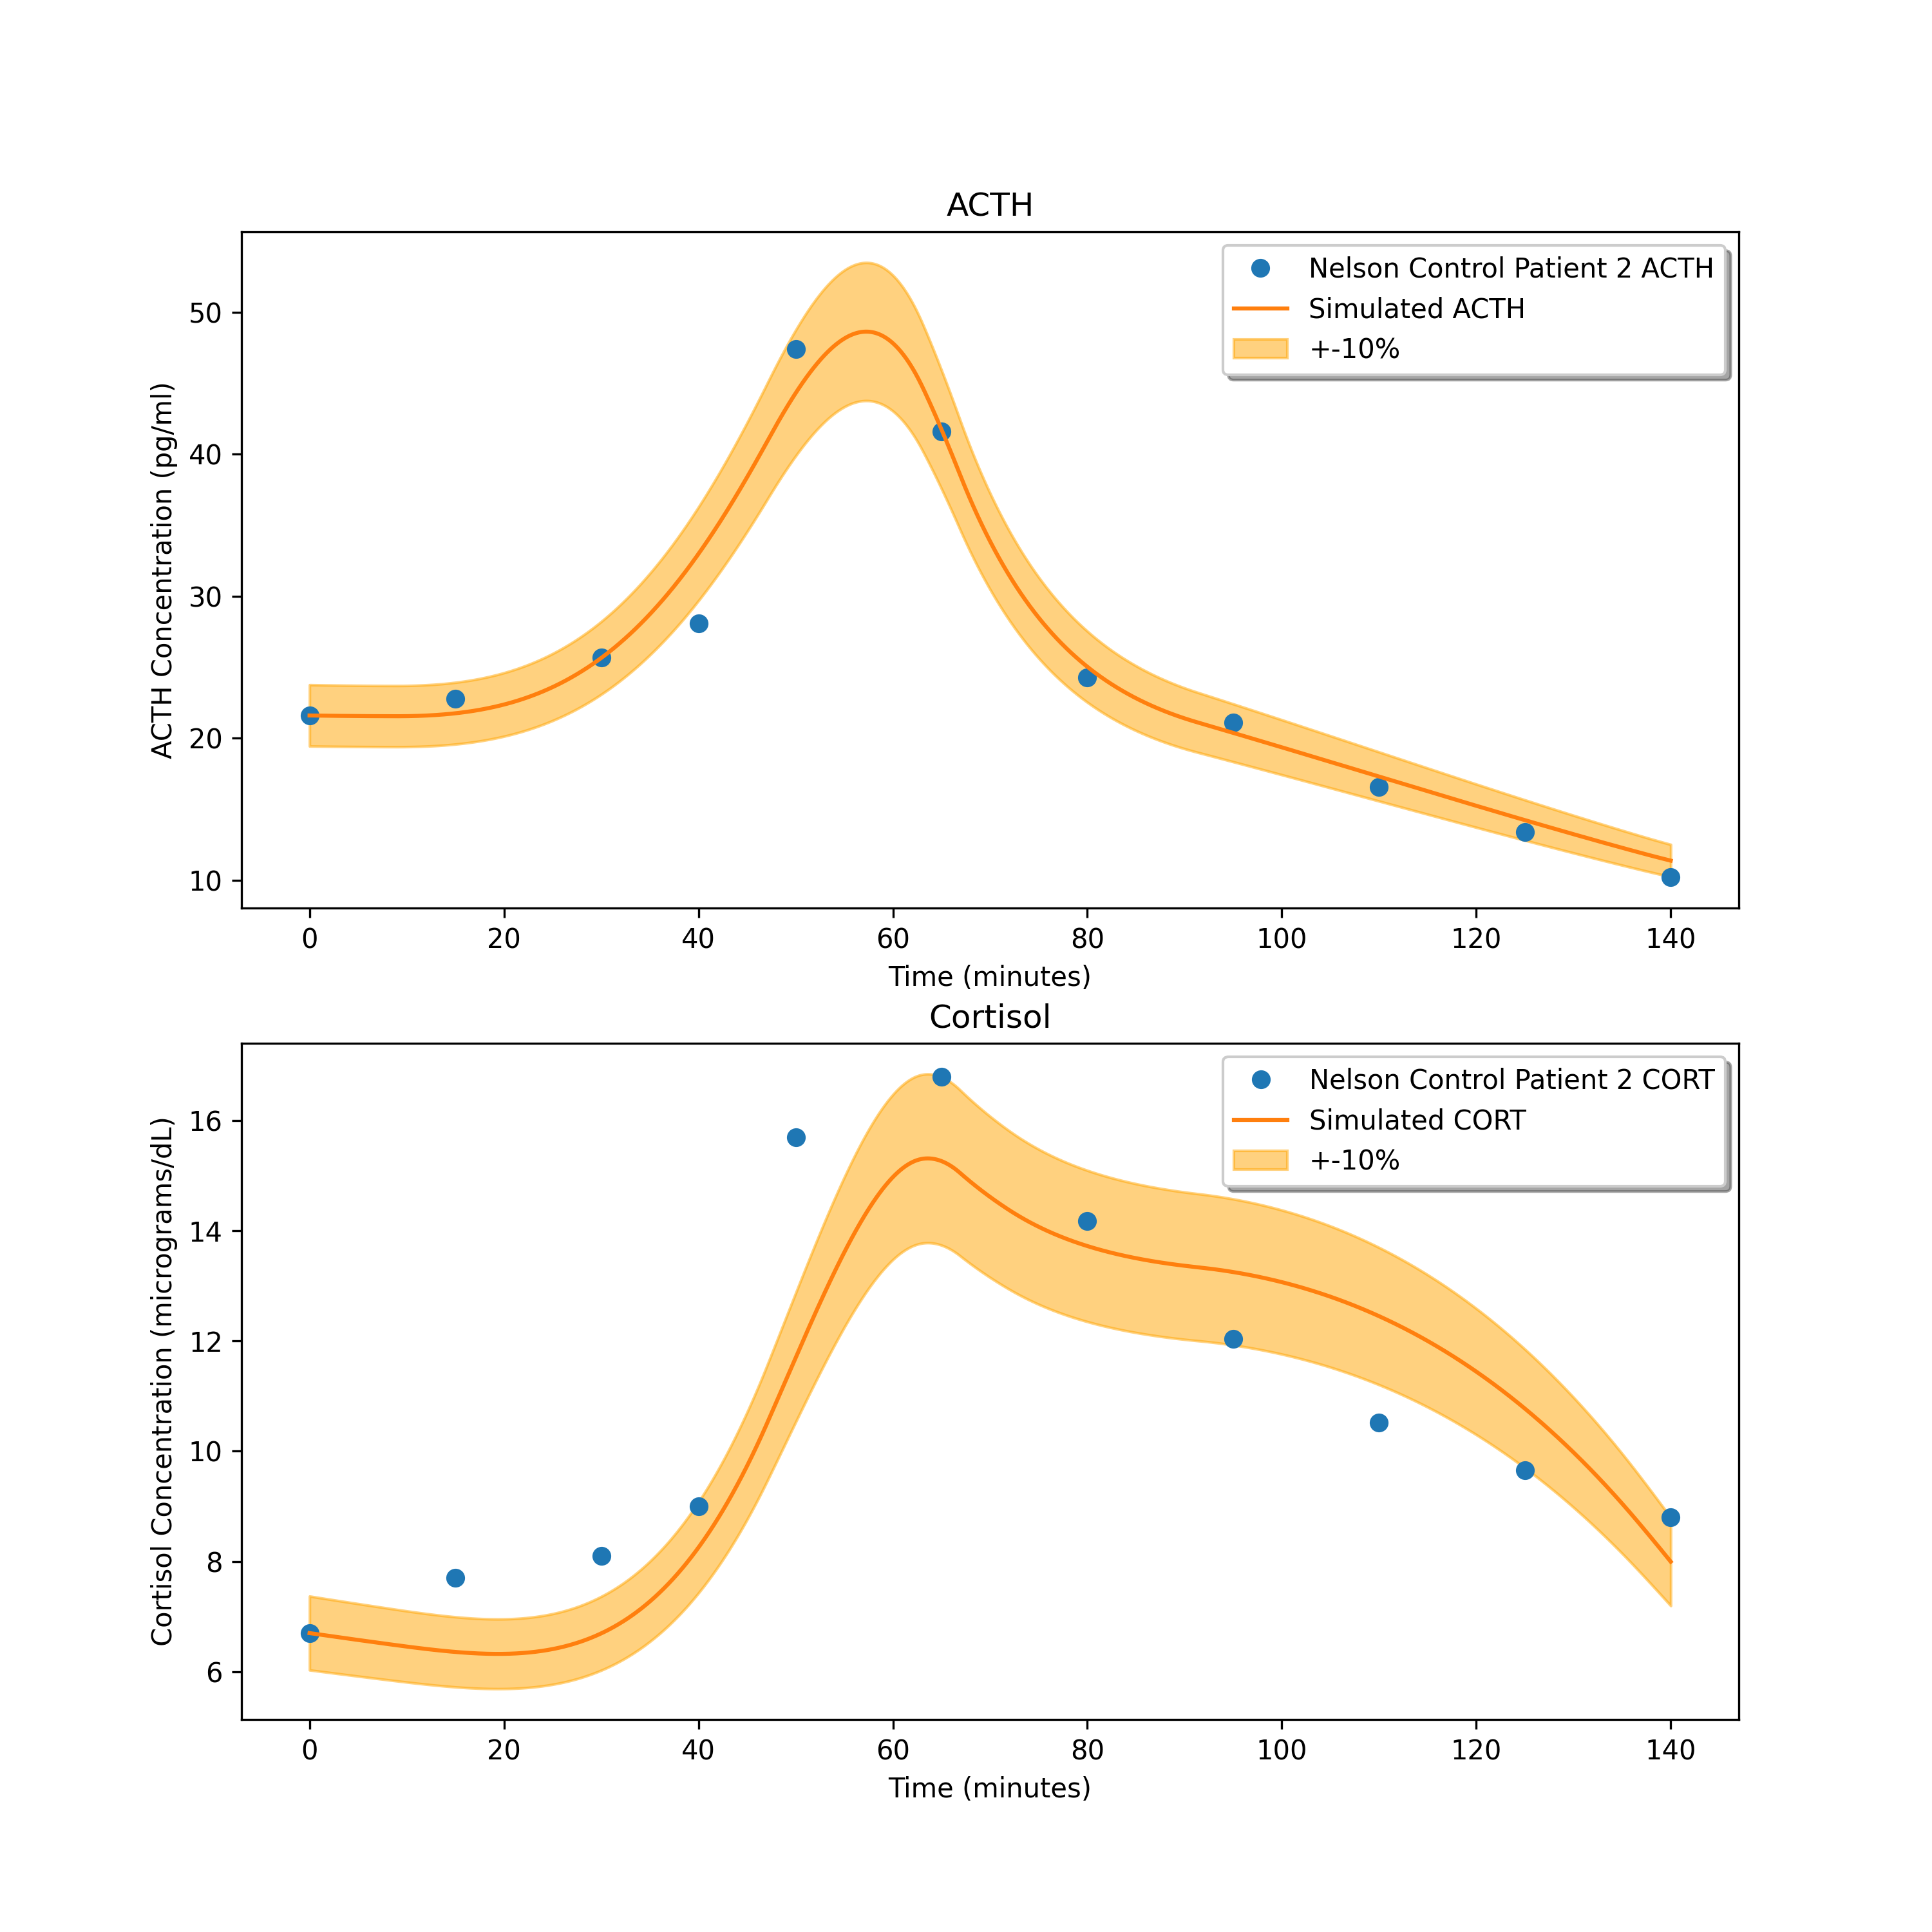 ACTH
Nelson Control Patient 2 ACTH
Simulated ACTH
+-10%
ACTH Concentration (pg/ml)
50
40
30
20
10
0 20 40 60 80 100 120 140
Time (minutes)
Cortisol
Nelson Control Patient 2 CORT
Simulated CORT
+-10%
Cortisol Concentration (micrograms/dL)
16
14
12
10
8
6
0 20 40 60 80 100 120 140
Time (minutes)